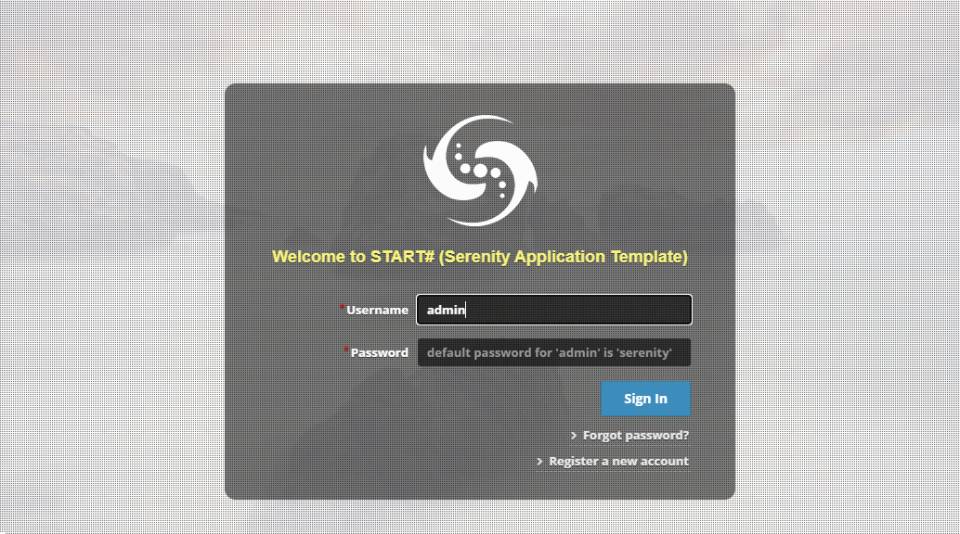 Welcome to START# (Serenity Application Template)
*Username admin
*Password default password for 'admin' is 'serenity'
Sign In
> Forgot password?
> Register a new account